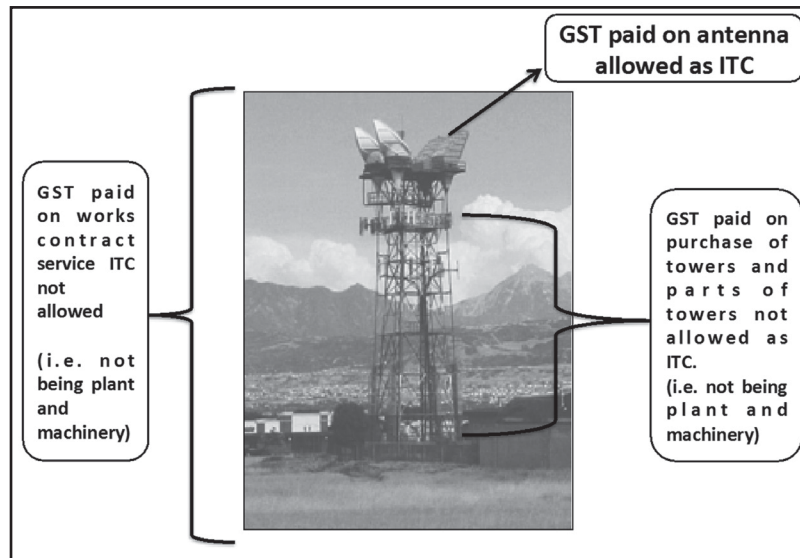 GST paid on antenna
allowed as ITC
GST paid
on works
contract
service ITC
not
allowed
(i.e. not
being plant
and
machinery)
GST paid on
purchase of
towers and
parts of
towers not
allowed as
ITC.
(i.e. not being
plant and
machinery)